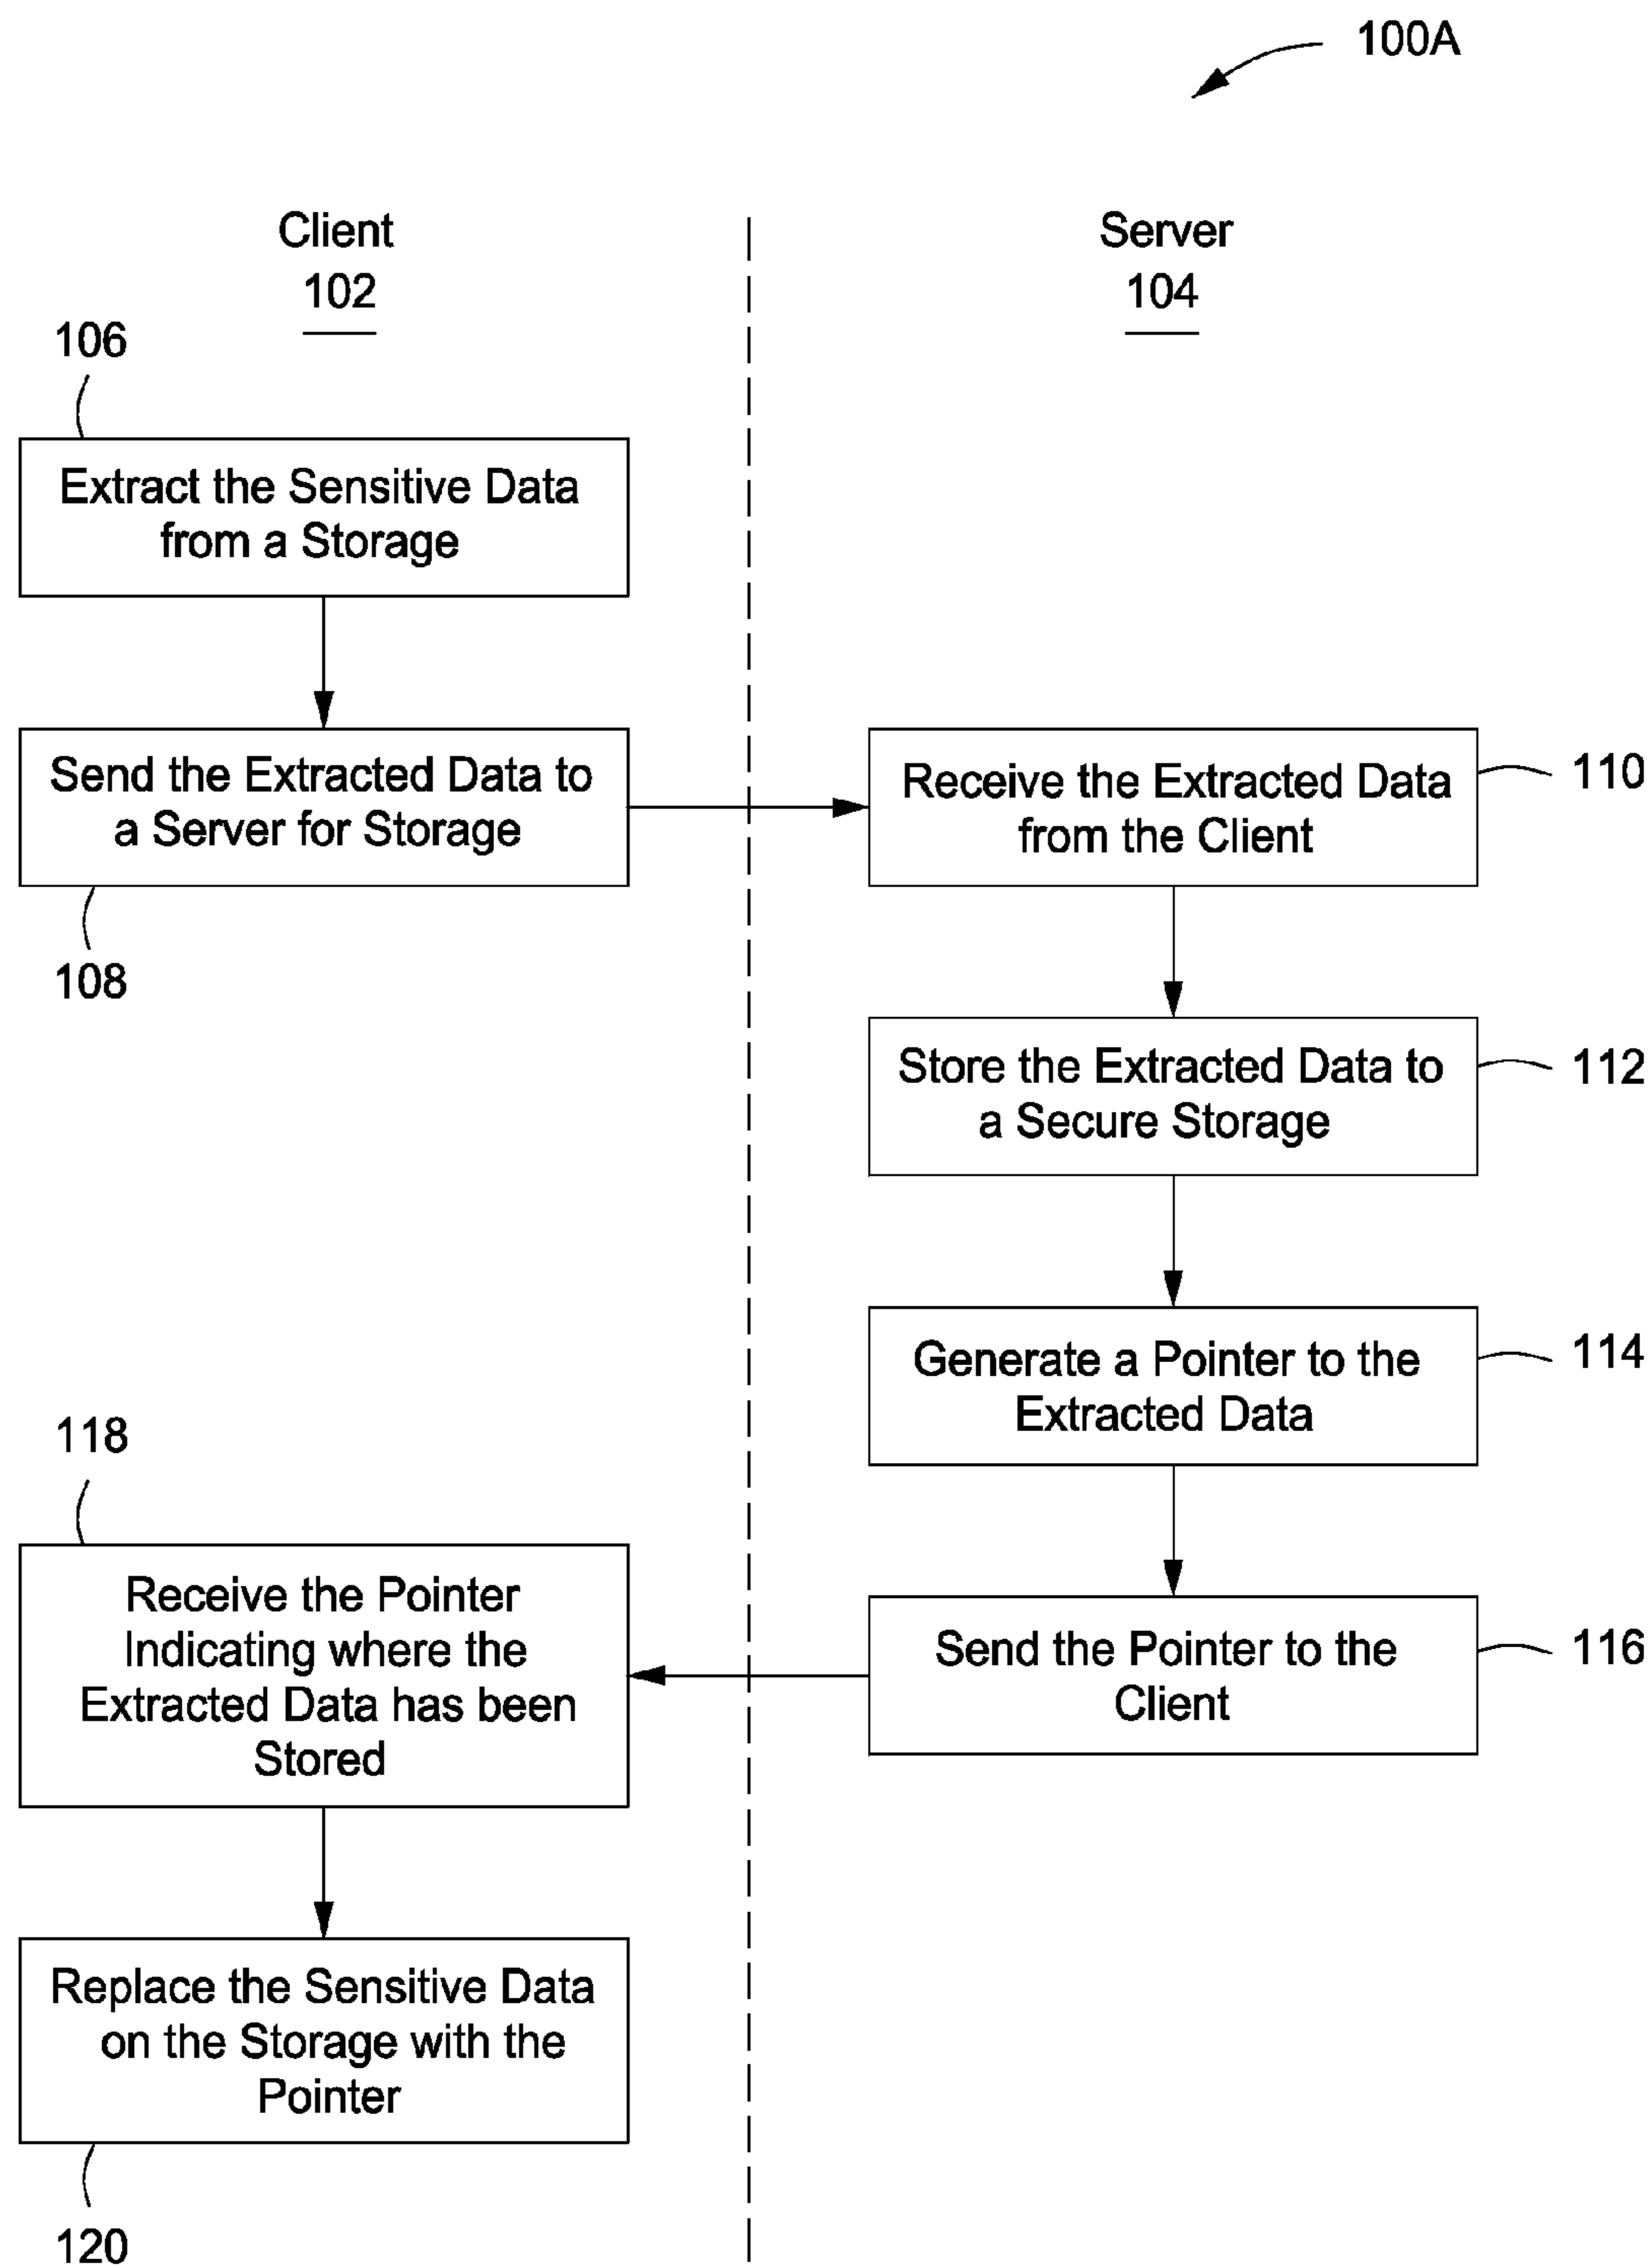 100A
Client
102
Server
104
106
Extract the Sensitive Data
from a Storage
Send the Extracted Data to
a Server for Storage
108
Receive the Extracted Data
from the Client
110
Store the Extracted Data to
a Secure Storage
112
Generate a Pointer to the
Extracted Data
114
Send the Pointer to the
Client
116
118
Receive the Pointer
Indicating where the
Extracted Data has been
Stored
Replace the Sensitive Data
on the Storage with the
Pointer
120